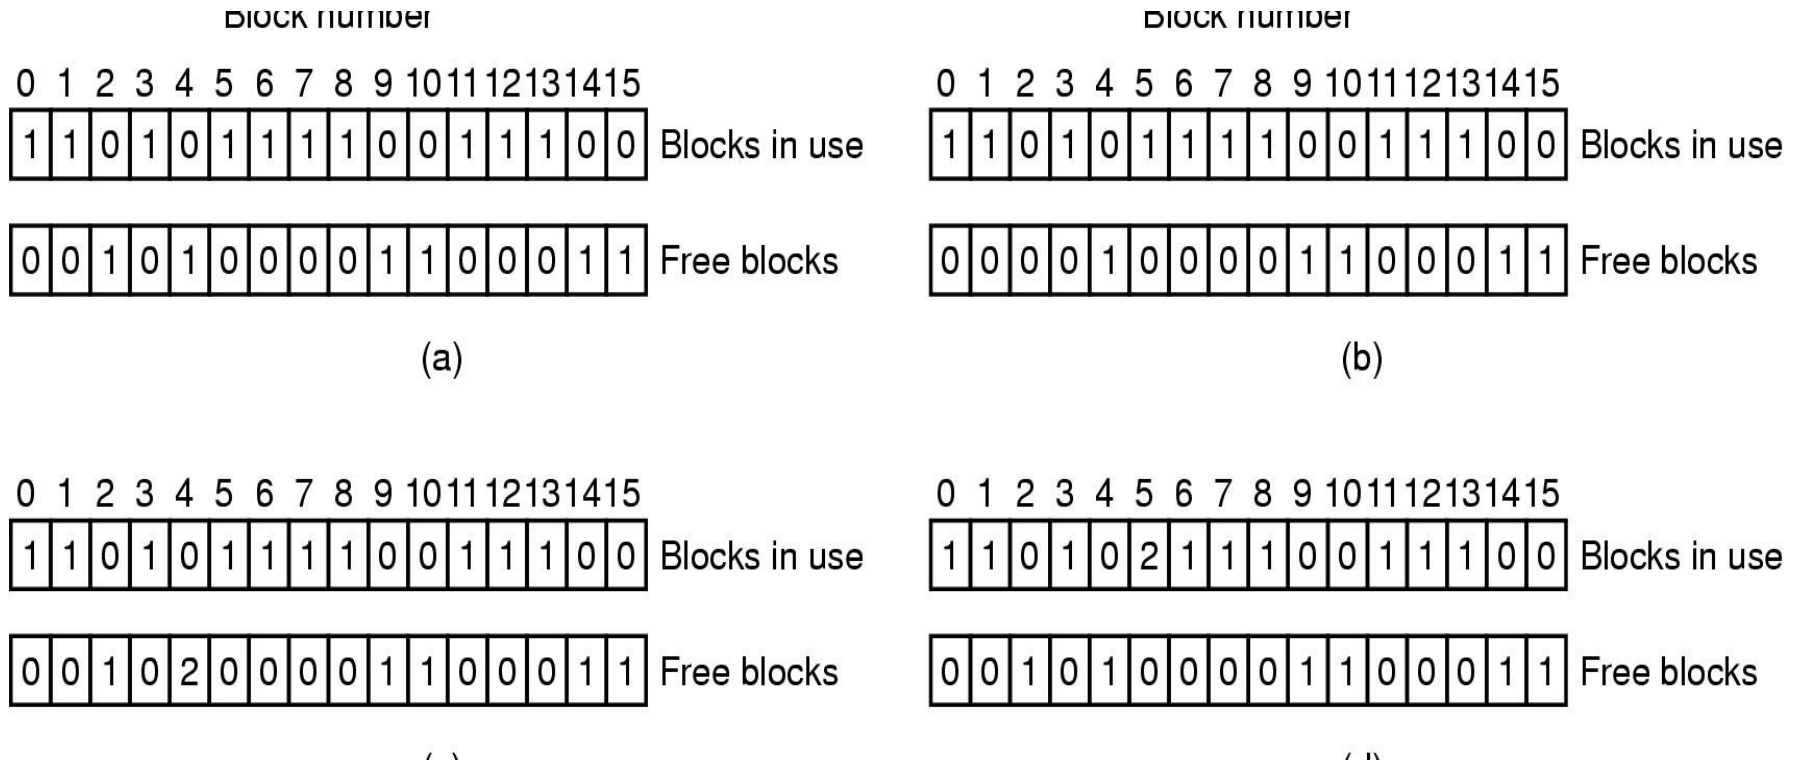 Block number Block number
0 1 2 3 4 5 6 7 8 9 10 11 12 13 14 15 0 1 2 3 4 5 6 7 8 9 10 11 12 13 14 15
1 1 0 1 0 1 1 1 1 0 0 1 1 1 0 0 Blocks in use 1 1 0 1 0 1 1 1 1 0 0 1 1 1 0 0 Blocks in use
0 0 1 0 1 0 0 0 0 1 1 0 0 0 1 1 Free blocks 0 0 0 0 1 0 0 0 0 1 1 0 0 0 1 1 Free blocks
(a) (b)
0 1 2 3 4 5 6 7 8 9 10 11 12 13 14 15 0 1 2 3 4 5 6 7 8 9 10 11 12 13 14 15
1 1 0 1 0 1 1 1 1 0 0 1 1 1 0 0 Blocks in use 1 1 0 1 0 2 1 1 1 0 0 1 1 1 0 0 Blocks in use
0 0 1 0 2 0 0 0 0 1 1 0 0 0 1 1 Free blocks 0 0 1 0 1 0 0 0 0 1 1 0 0 0 1 1 Free blocks